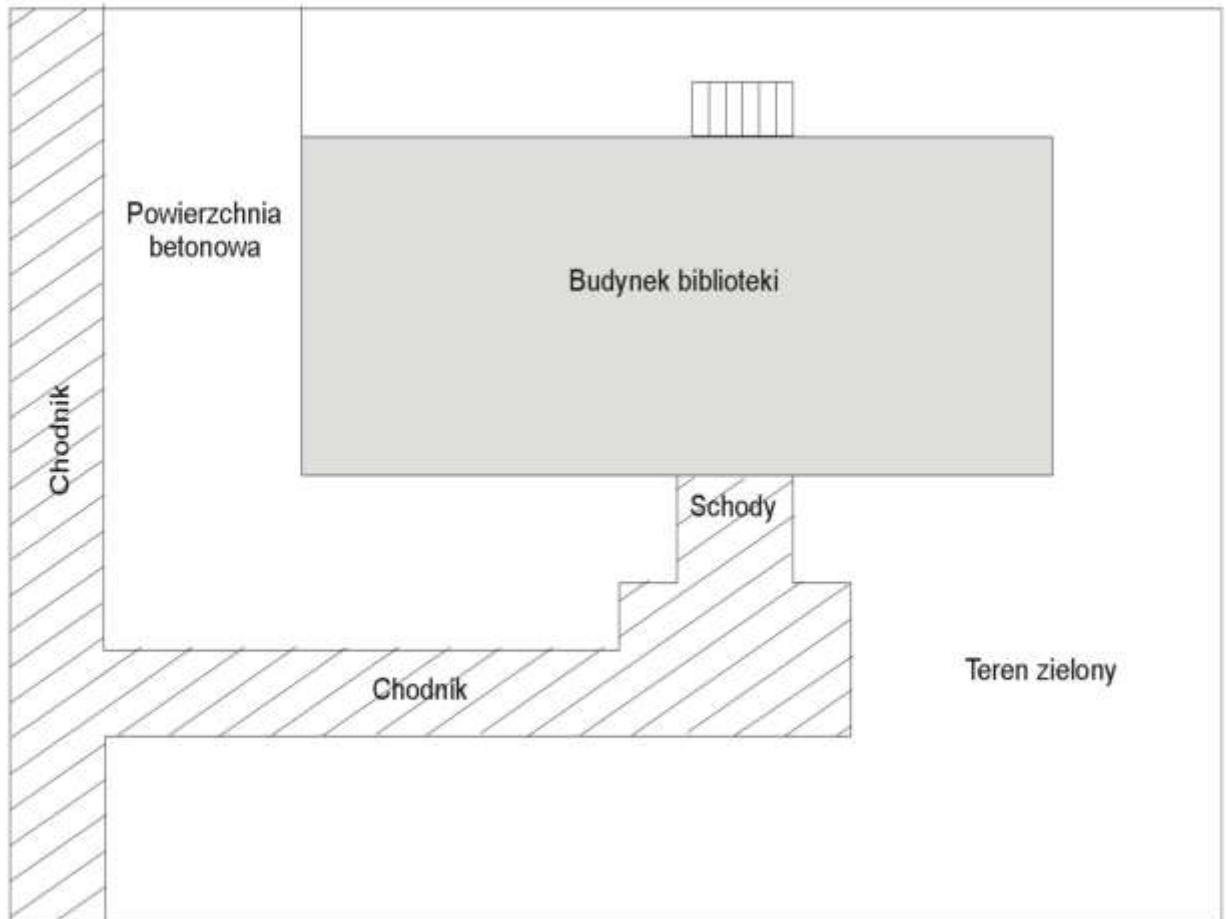 Powierzchnia
betonowa
Budynek biblioteki
Chodnik
Schody
Teren zielony
Chodnik